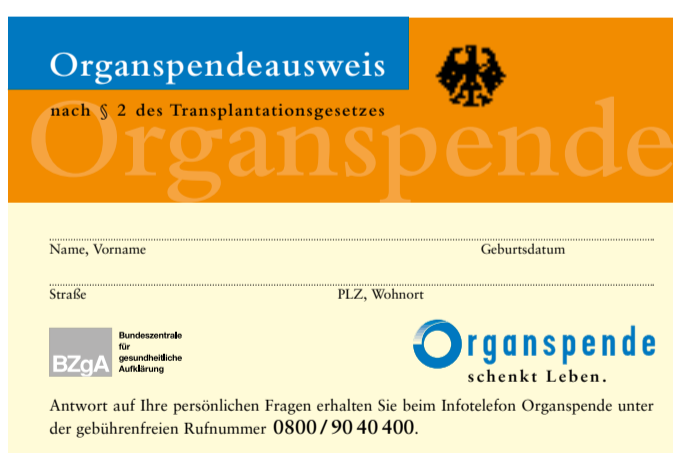 Organspendeausweis
nach § 2 des Transplantationsgesetzes
Organspende
Name, Vorname Geburtsdatum
Straße PLZ, Wohnort
BZgA
Bundeszentrale
für
gesundheitliche
Aufklärung
Organspende
schenkt Leben.
Antwort auf Ihre persönlichen Fragen erhalten Sie beim Infotelefon Organspende unter
der gebührenfreien Rufnummer 0800 / 90 40 400.